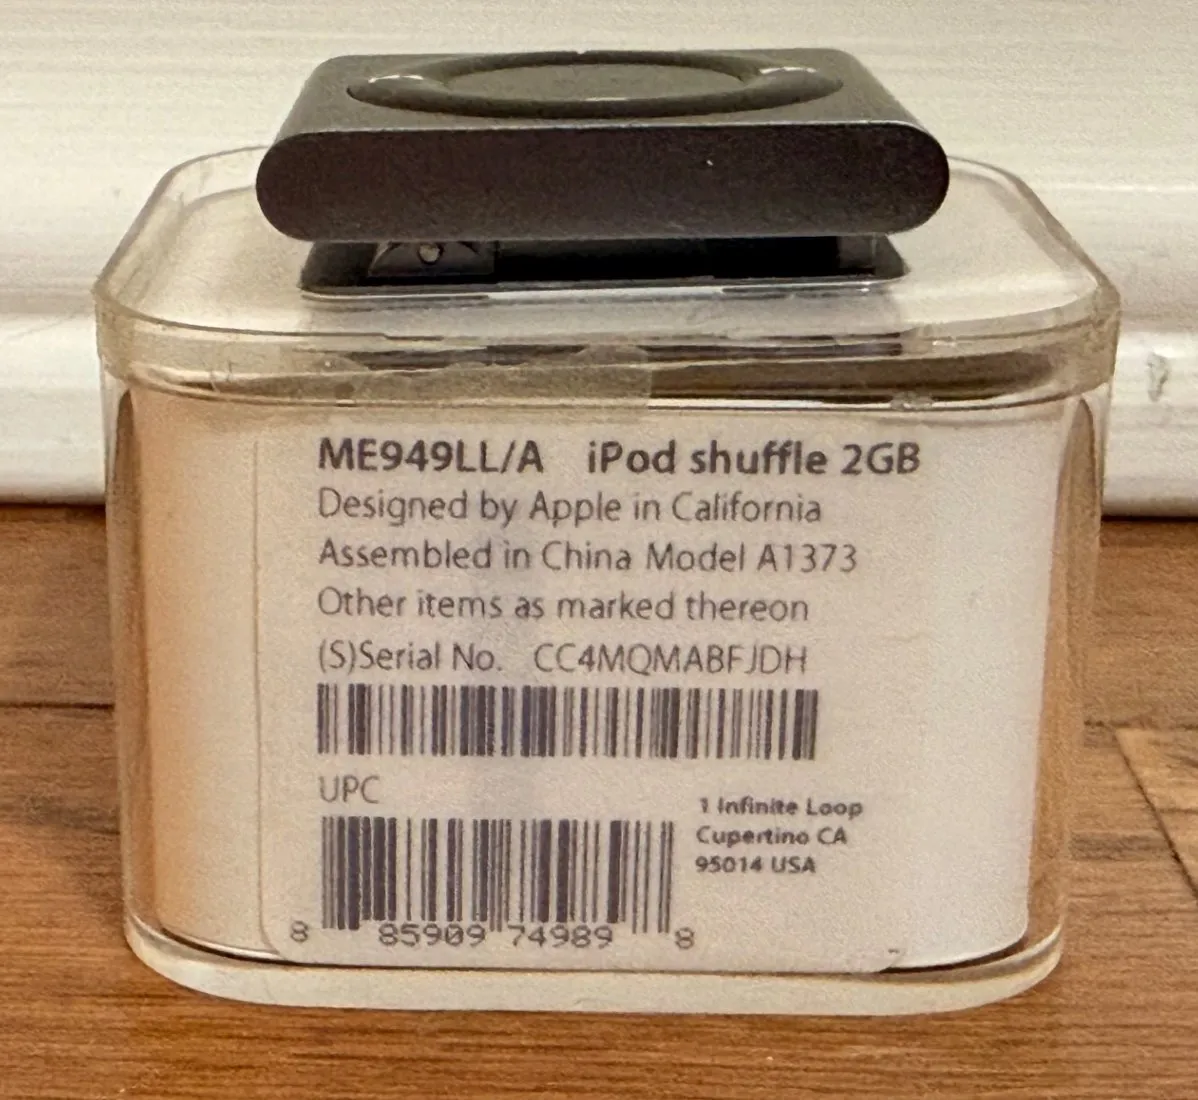 ME949LL/A iPod shuffle 2GB
Designed by Apple in California
Assembled in China Model A1373
Other items as marked thereon
(S)Serial No. CC4MQMABFJDH
UPC
1 Infinite Loop
Cupertino CA
95014 USA
8 85909 74989 8